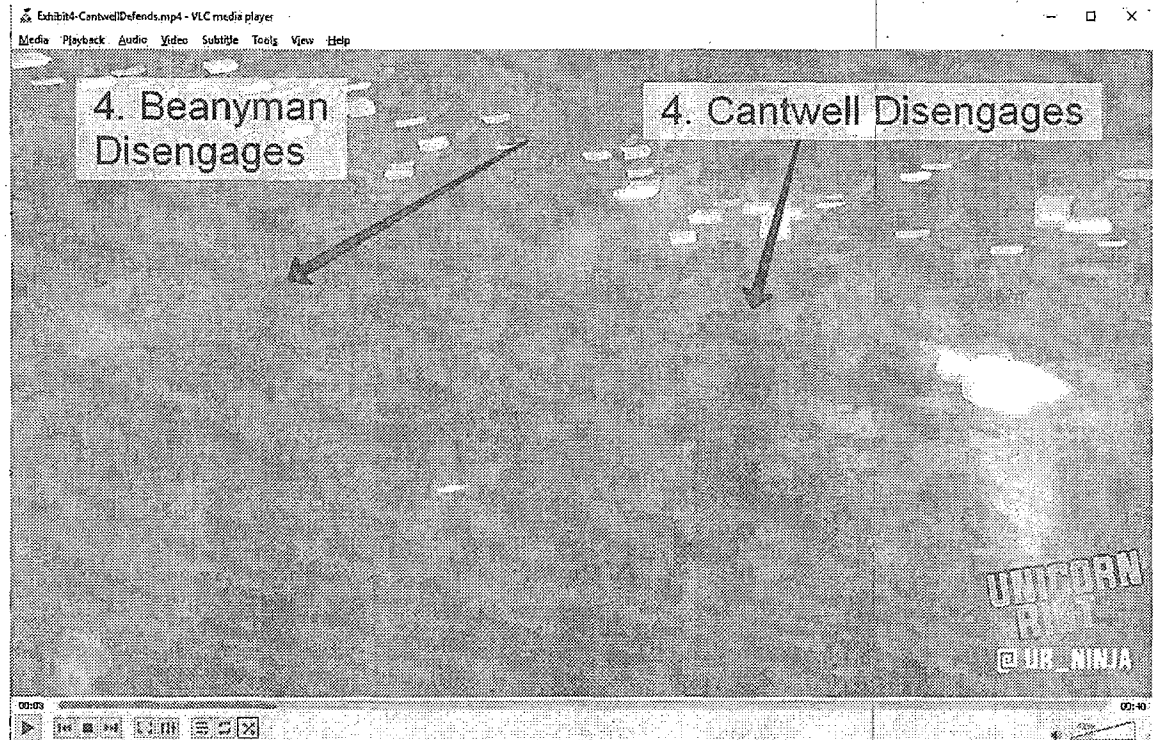 Exhibit4-CantwellDefends.mp4 - VLC media player
Media Playback Audio Video Subtitle Tools View Help
4. Beanyman
Disengages
4. Cantwell Disengages
UNICORN
RIOT
@UR_NINJA
00:03
00:40